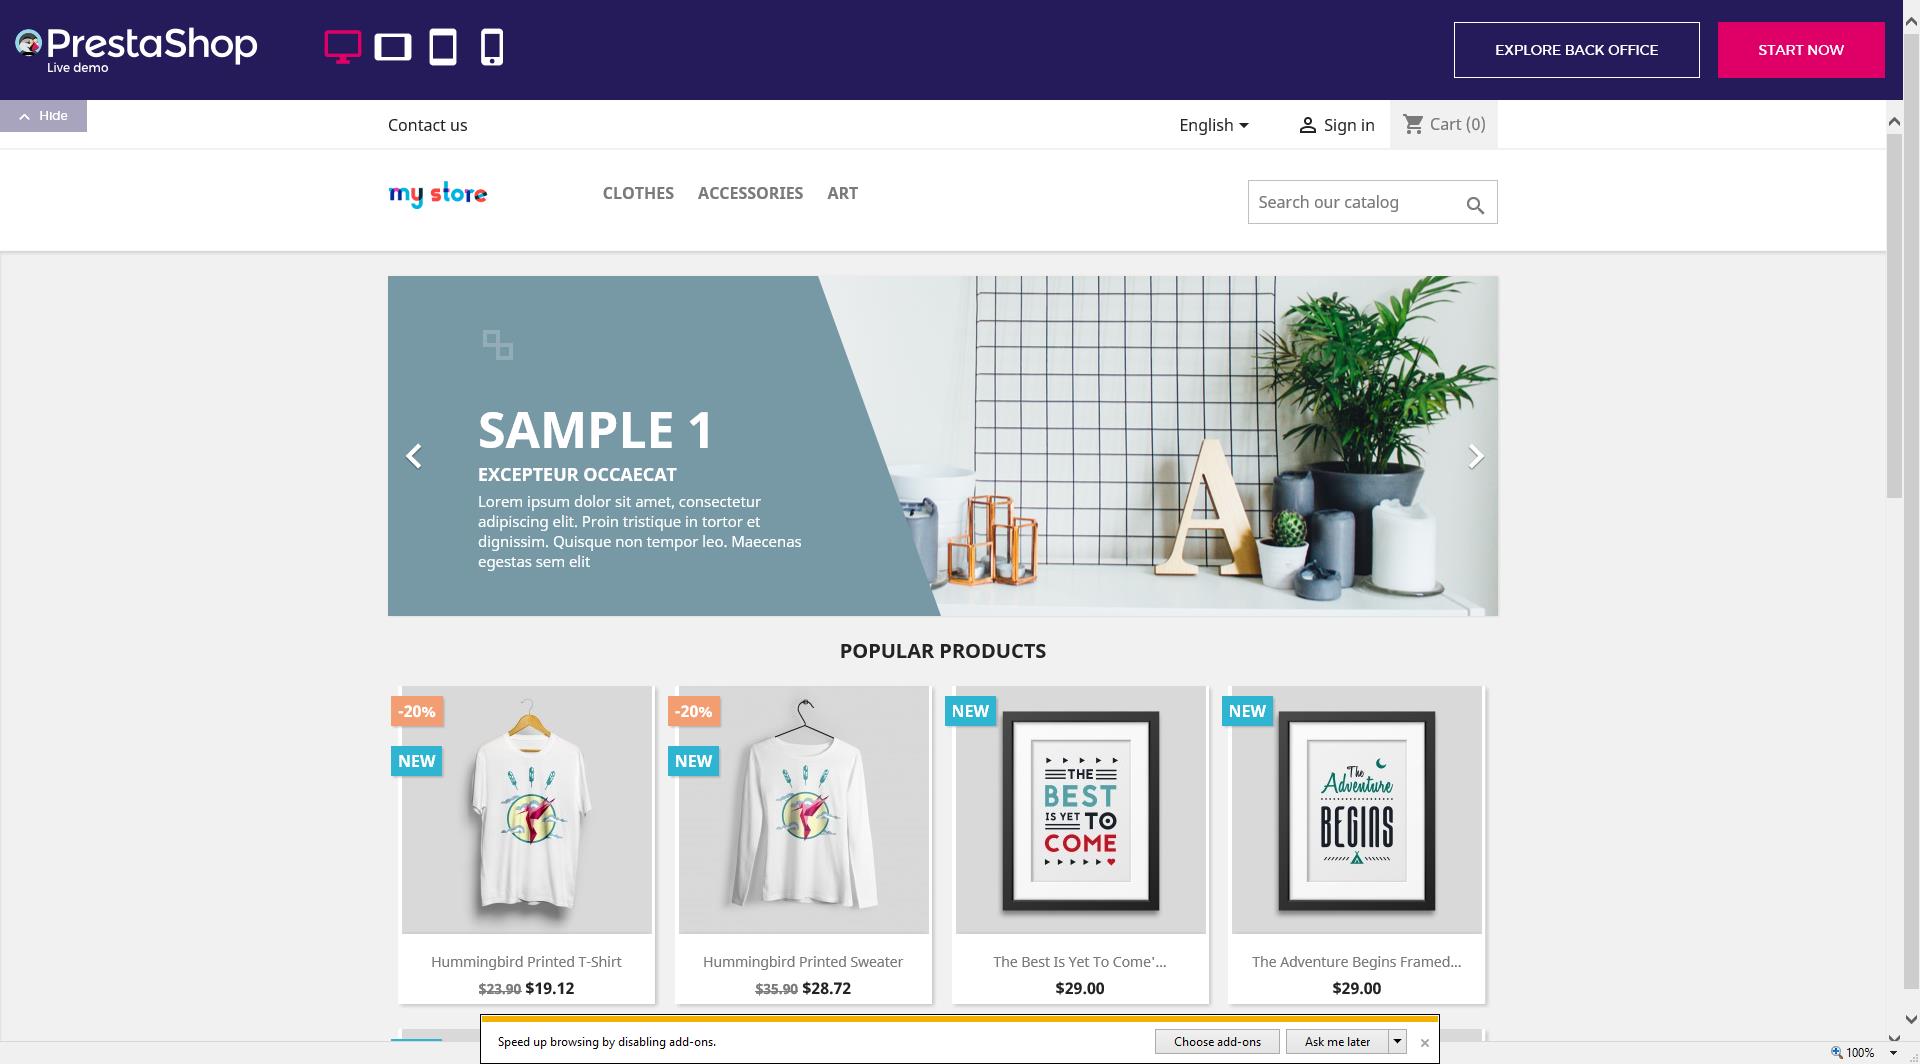 PrestaShop
Live demo
EXPLORE BACK OFFICE
START NOW
Hide
Contact us
English
Sign in
Cart (0)
my store
CLOTHES
ACCESSORIES
ART
Search our catalog
SAMPLE 1
EXCEPTEUR OCCAECAT
Lorem ipsum dolor sit amet, consectetur
adipiscing elit. Proin tristique in tortor et
dignissim. Quisque non tempor leo. Maecenas
egestas sem elit
A
POPULAR PRODUCTS
-20%
NEW
Hummingbird Printed T-Shirt
$23.90 $19.12
-20%
NEW
Hummingbird Printed Sweater
$35.90 $28.72
NEW
THE
BEST
IS YET TO
COME
The Best Is Yet To Come'...
$29.00
NEW
The
Adventure
BEGINS
The Adventure Begins Framed...
$29.00
Speed up browsing by disabling add-ons.
Choose add-ons
Ask me later
100%